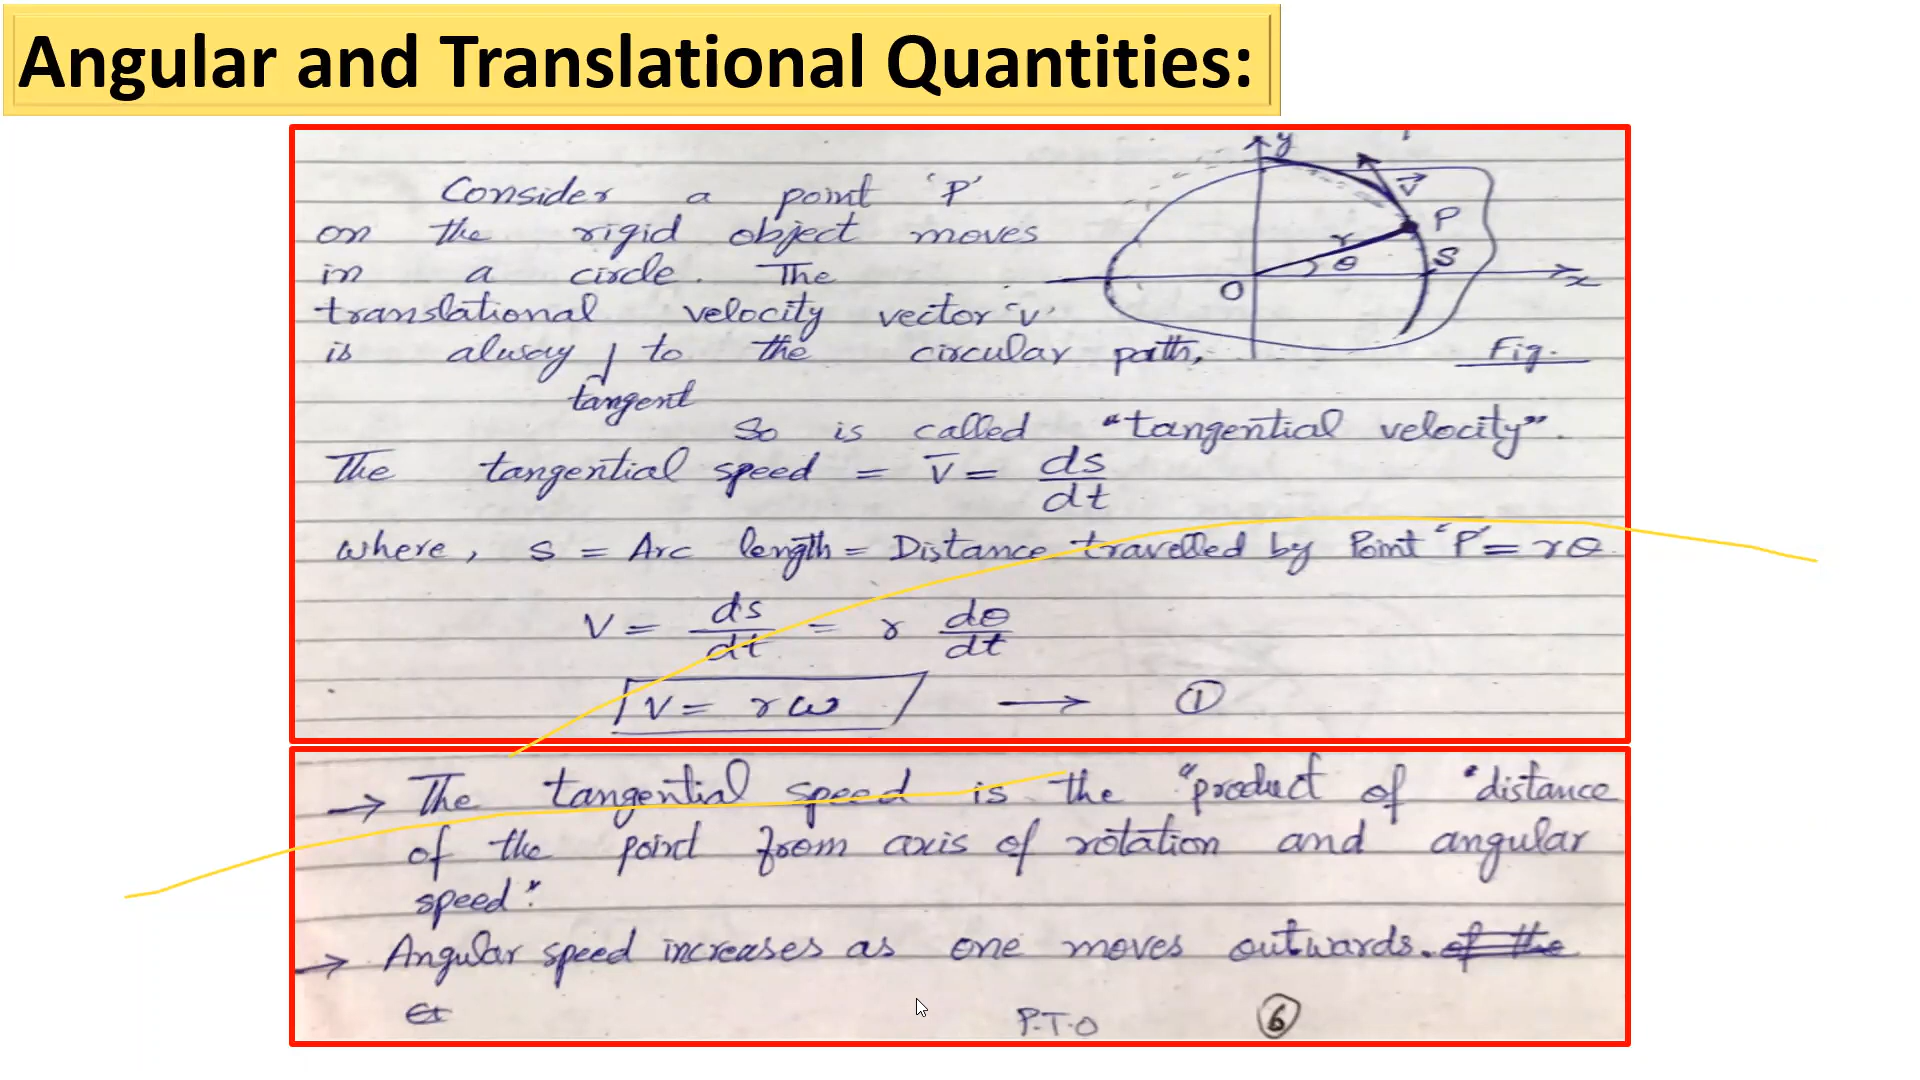 Angular and Translational Quantities:
Consider a point 'P'
on the rigid object moves
in a circle. The
translational velocity vector 'v'
is alway to the circular path,
tangent
So is called "tangential velocity".
The tangential speed = v̄ = ds/dt
where, s = Arc length = Distance travelled by Point 'P' = rθ
V = ds/dt = r dθ/dt
V = rω → ①
→ The tangential speed is the "product of "distance
of the point from axis of rotation and angular
speed".
→ Angular speed increases as one moves outwards. of the
Ex
P.T.O 6
y
v⃗
P
r
θ
S
O
x
Fig.